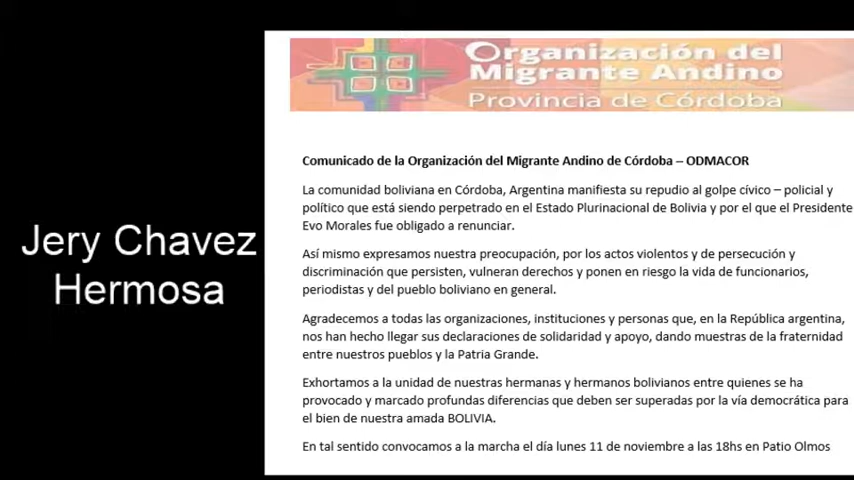 Jery Chavez
Hermosa
Organización del
Migrante Andino
Provincia de Córdoba
Comunicado de la Organización del Migrante Andino de Córdoba – ODMACOR
La comunidad boliviana en Córdoba, Argentina manifiesta su repudio al golpe cívico – policial y
político que está siendo perpetrado en el Estado Plurinacional de Bolivia y por el que el Presidente
Evo Morales fue obligado a renunciar.
Así mismo expresamos nuestra preocupación, por los actos violentos y de persecución y
discriminación que persisten, vulneran derechos y ponen en riesgo la vida de funcionarios,
periodistas y del pueblo boliviano en general.
Agradecemos a todas las organizaciones, instituciones y personas que, en la República argentina,
nos han hecho llegar sus declaraciones de solidaridad y apoyo, dando muestras de la fraternidad
entre nuestros pueblos y la Patria Grande.
Exhortamos a la unidad de nuestras hermanas y hermanos bolivianos entre quienes se ha
provocado y marcado profundas diferencias que deben ser superadas por la vía democrática para
el bien de nuestra amada BOLIVIA.
En tal sentido convocamos a la marcha el día lunes 11 de noviembre a las 18hs en Patio Olmos